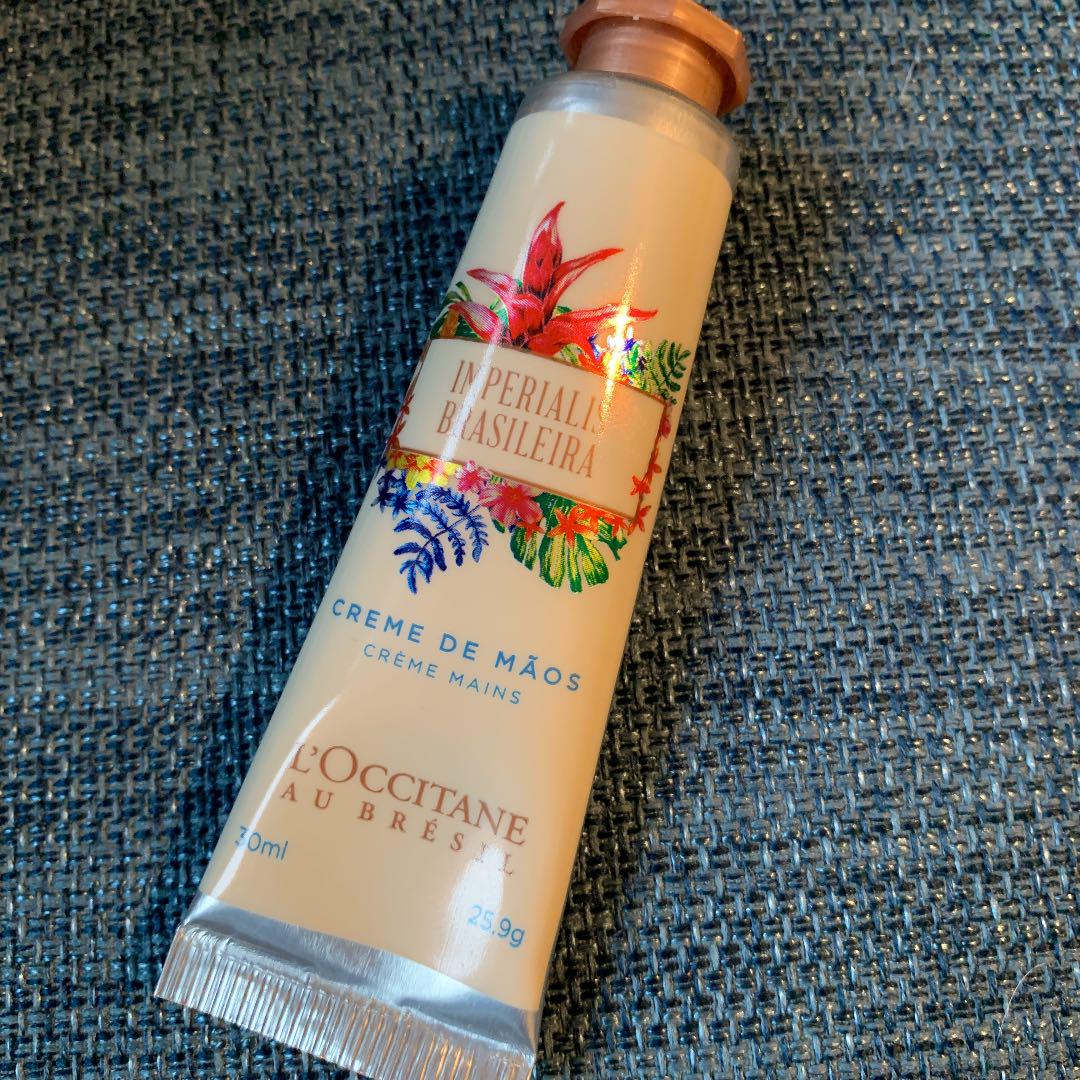 IMPERIALIS
BRASILEIRA
CREME DE MÃOS
CRÈME MAINS
L'OCCITANE
AU BRÉSIL
30ml
25.9g